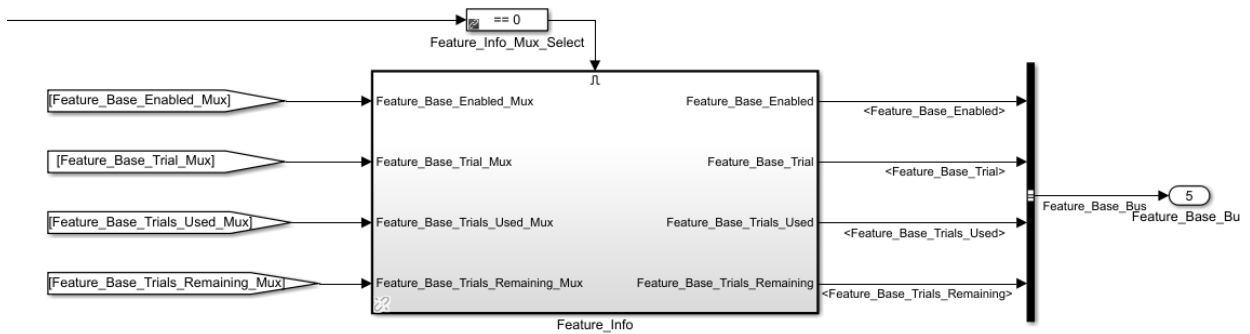 == 0
Feature_Info_Mux_Select
[Feature_Base_Enabled_Mux]
Feature_Base_Enabled_Mux
Feature_Base_Enabled
<Feature_Base_Enabled>
[Feature_Base_Trial_Mux]
Feature_Base_Trial_Mux
Feature_Base_Trial
<Feature_Base_Trial>
5
Feature_Base_Bus
Feature_Base_Bu
[Feature_Base_Trials_Used_Mux]
Feature_Base_Trials_Used_Mux
Feature_Base_Trials_Used
<Feature_Base_Trials_Used>
[Feature_Base_Trials_Remaining_Mux]
Feature_Base_Trials_Remaining_Mux
Feature_Base_Trials_Remaining
<Feature_Base_Trials_Remaining>
Feature_Info